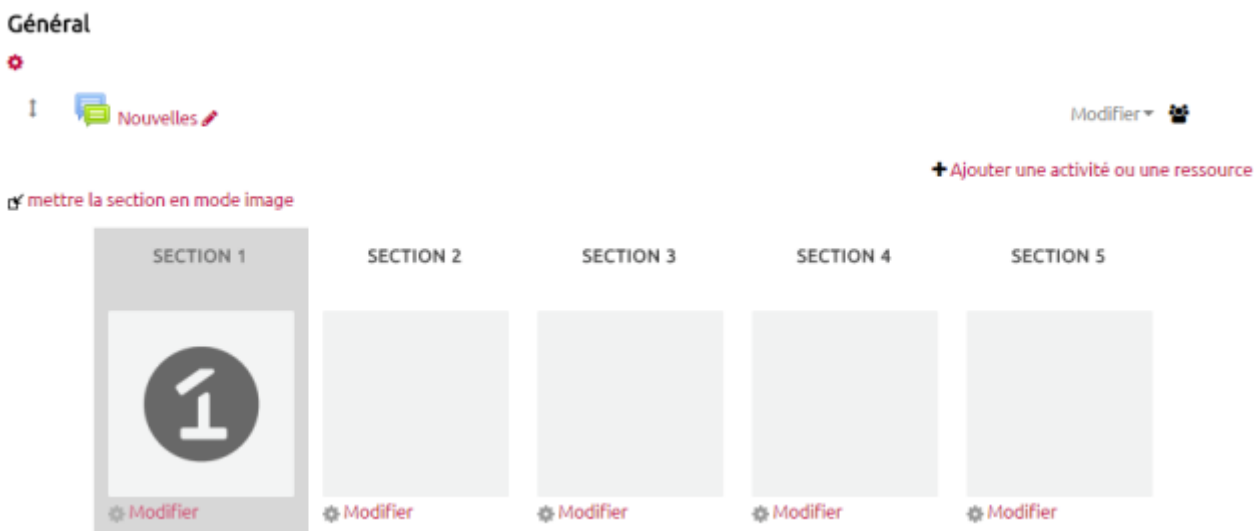 Général
Nouvelles
Modifier
Ajouter une activité ou une ressource
mettre la section en mode image
SECTION 1 SECTION 2 SECTION 3 SECTION 4 SECTION 5
1
Modifier Modifier Modifier Modifier Modifier